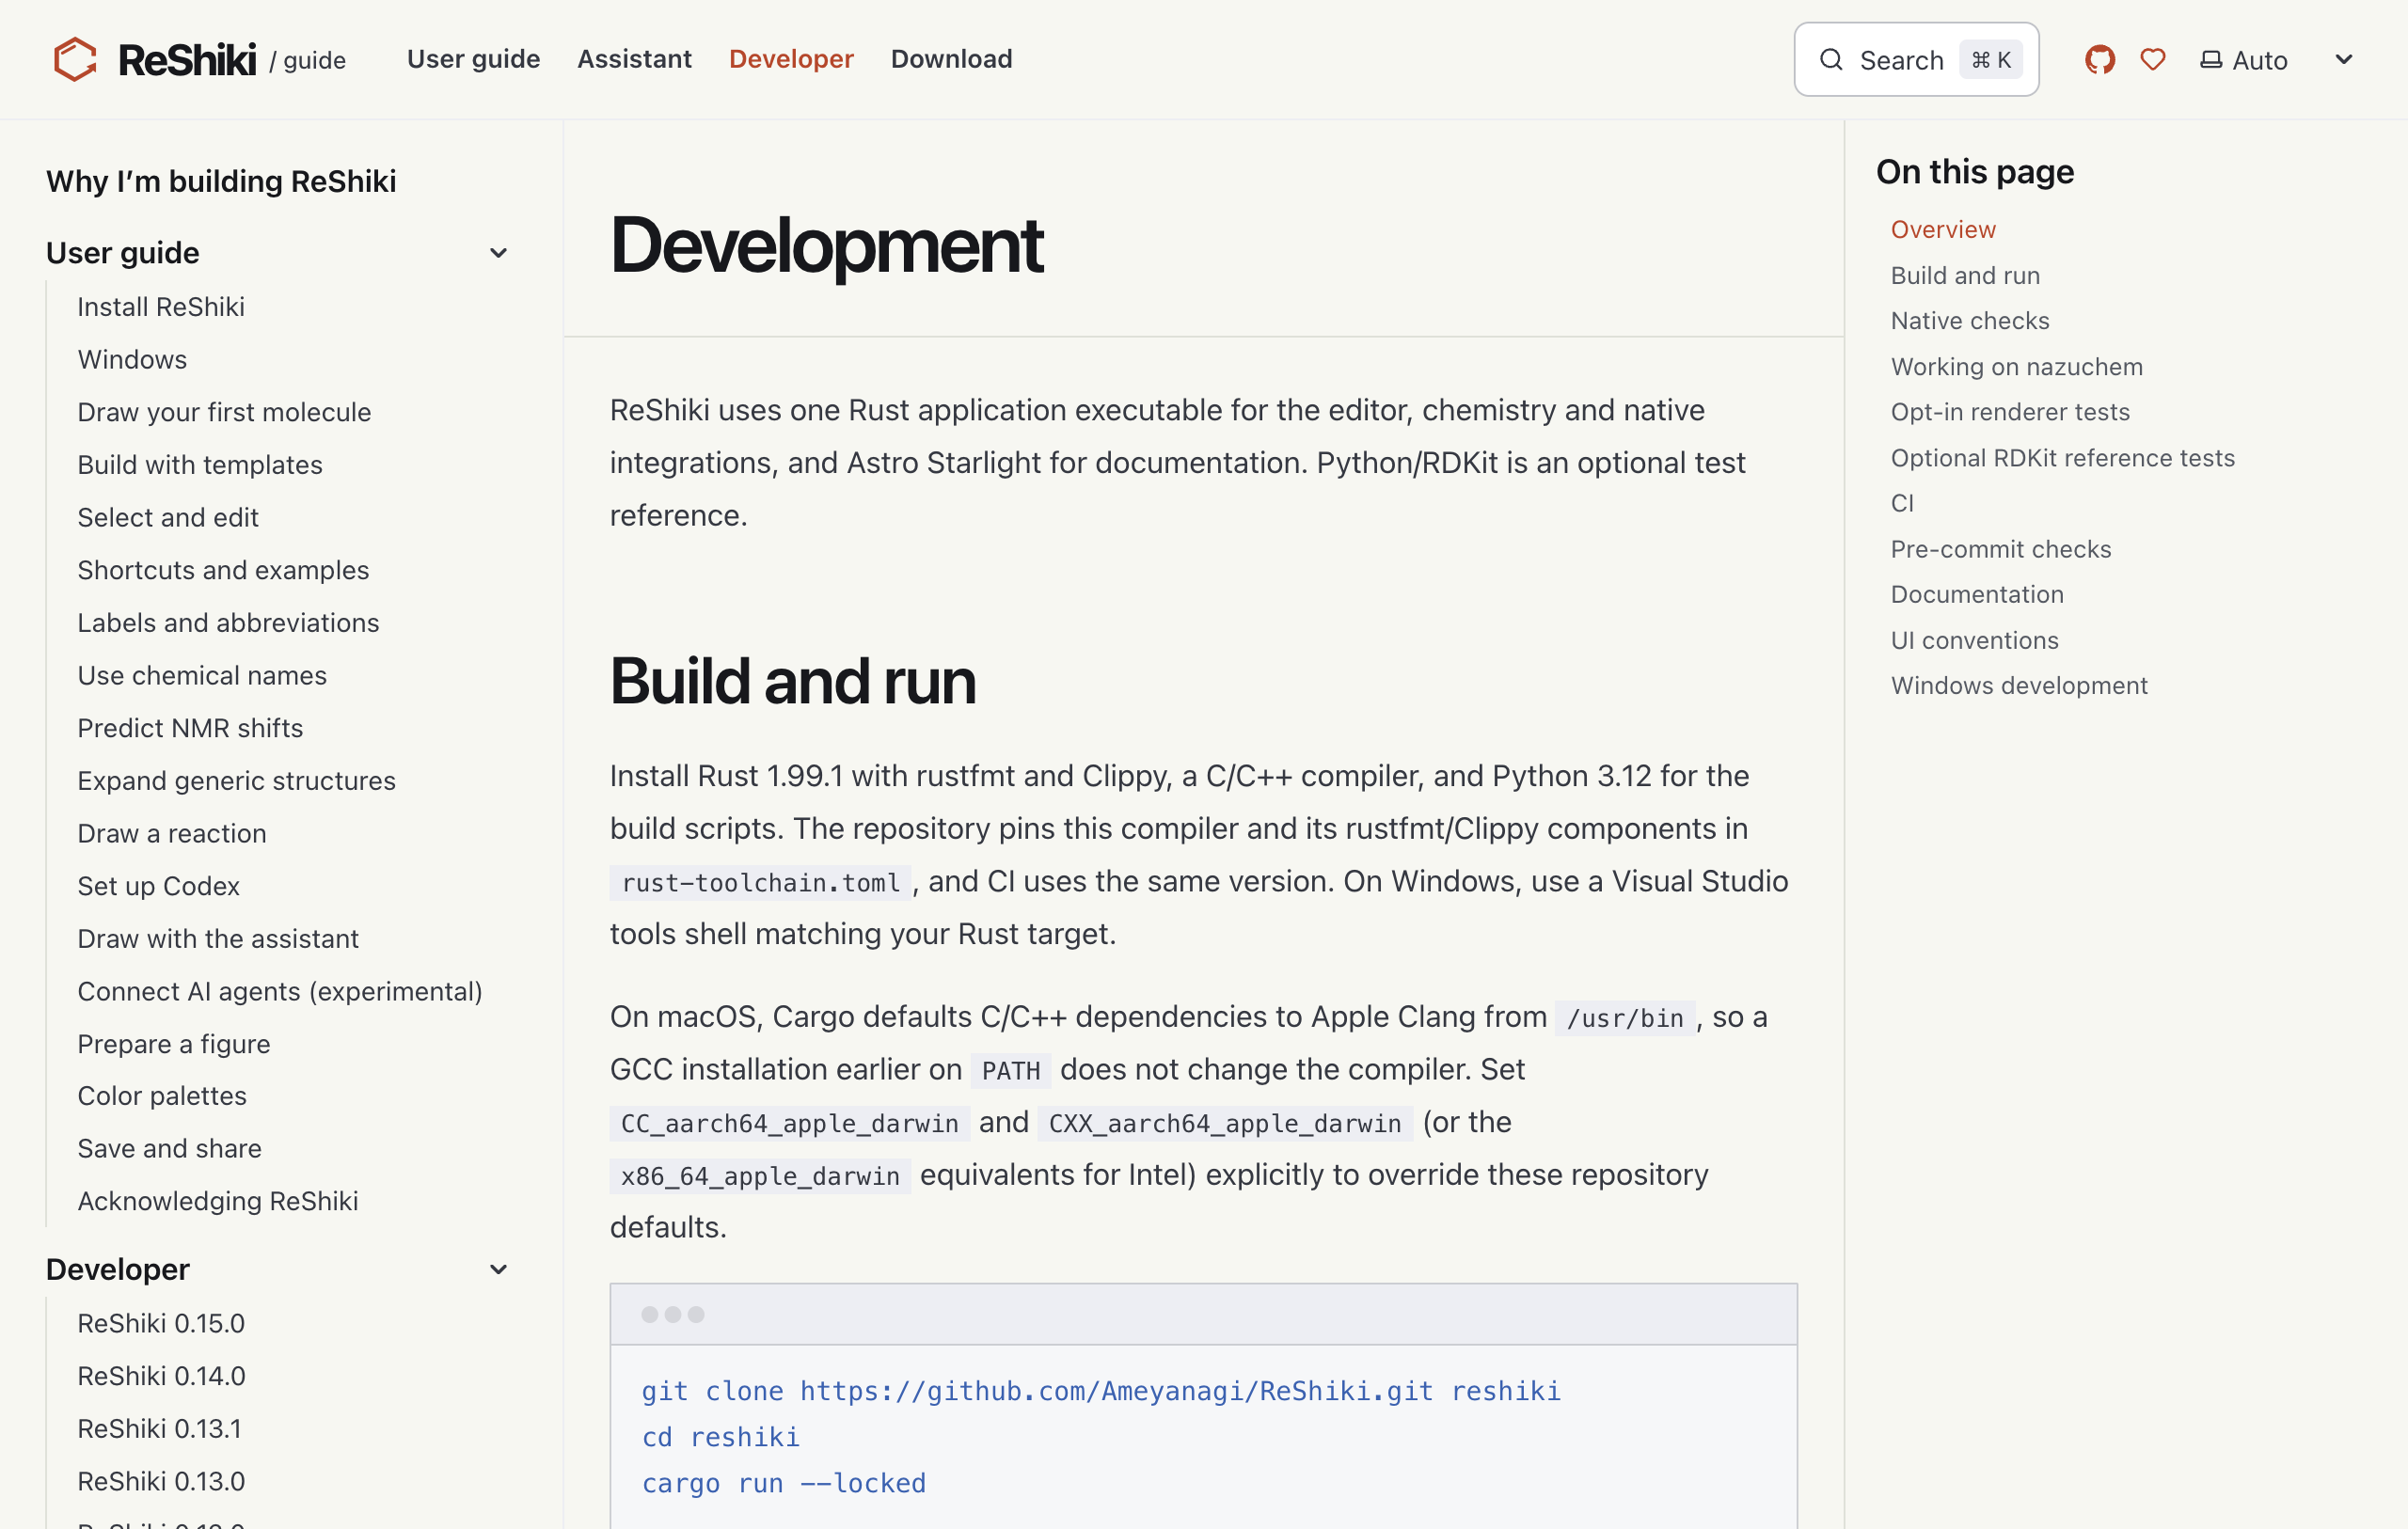 ReShiki / guide
User guide
Assistant
Developer
Download
Search ⌘ K
Auto
Why I’m building ReShiki
User guide
Install ReShiki
Windows
Draw your first molecule
Build with templates
Select and edit
Shortcuts and examples
Labels and abbreviations
Use chemical names
Predict NMR shifts
Expand generic structures
Draw a reaction
Set up Codex
Draw with the assistant
Connect AI agents (experimental)
Prepare a figure
Color palettes
Save and share
Acknowledging ReShiki
Developer
ReShiki 0.15.0
ReShiki 0.14.0
ReShiki 0.13.1
ReShiki 0.13.0
Development
ReShiki uses one Rust application executable for the editor, chemistry and native
integrations, and Astro Starlight for documentation. Python/RDKit is an optional test
reference.
Build and run
Install Rust 1.99.1 with rustfmt and Clippy, a C/C++ compiler, and Python 3.12 for the
build scripts. The repository pins this compiler and its rustfmt/Clippy components in
rust-toolchain.toml, and CI uses the same version. On Windows, use a Visual Studio
tools shell matching your Rust target.
On macOS, Cargo defaults C/C++ dependencies to Apple Clang from /usr/bin, so a
GCC installation earlier on PATH does not change the compiler. Set
CC_aarch64_apple_darwin and CXX_aarch64_apple_darwin (or the
x86_64_apple_darwin equivalents for Intel) explicitly to override these repository
defaults.
git clone https://github.com/Ameyanagi/ReShiki.git reshiki
cd reshiki
cargo run --locked
On this page
Overview
Build and run
Native checks
Working on nazuchem
Opt-in renderer tests
Optional RDKit reference tests
CI
Pre-commit checks
Documentation
UI conventions
Windows development